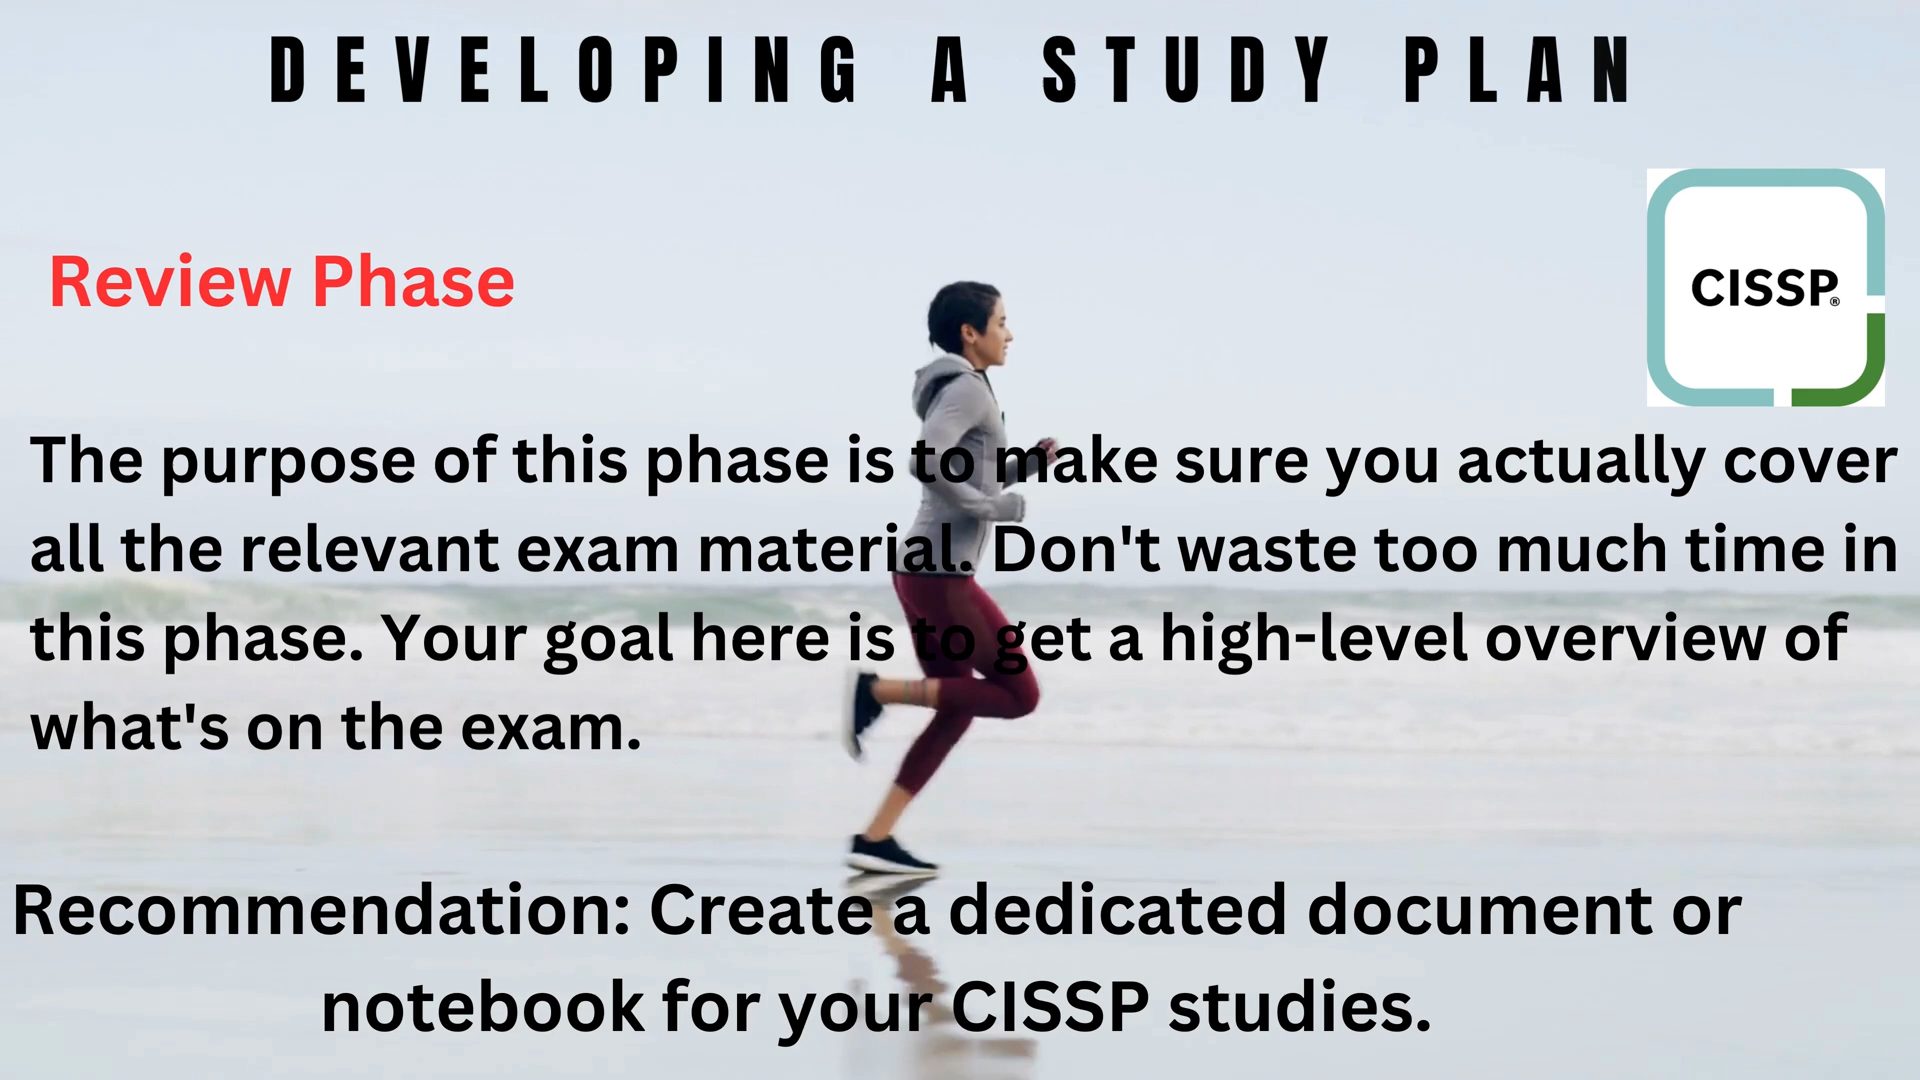 DEVELOPING A STUDY PLAN
Review Phase
CISSP®
The purpose of this phase is to make sure you actually cover
all the relevant exam material. Don't waste too much time in
this phase. Your goal here is to get a high-level overview of
what's on the exam.
Recommendation: Create a dedicated document or
notebook for your CISSP studies.